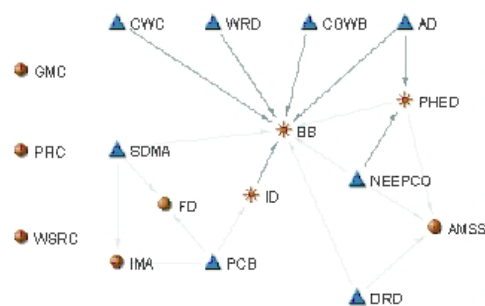 CWC WRD CGWB AD
GMC
PHED
BB
PRC SDMA
NEEPCO
ID
FD
AMSS
WSRC
IMA PCB
DRD